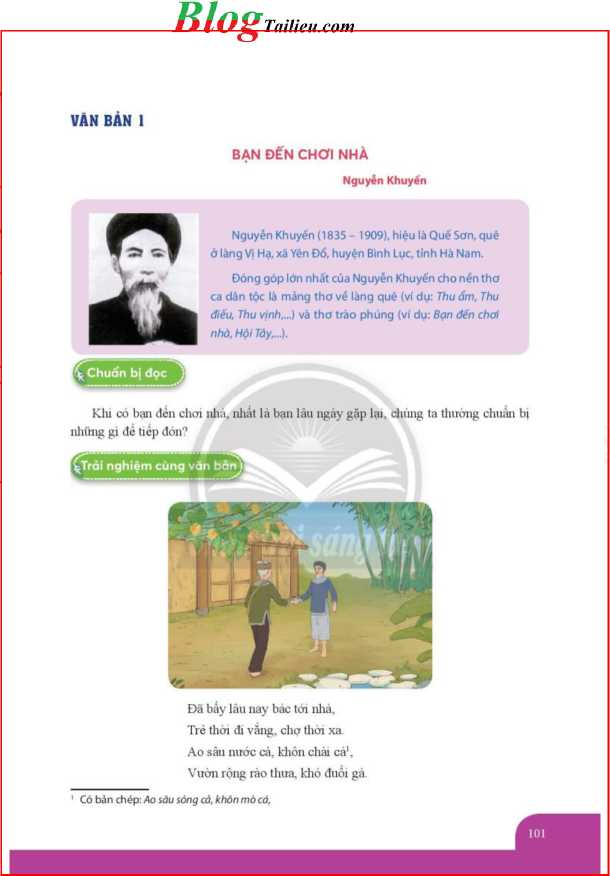 Blog Tailieu.com
VĂN BẢN 1
BẠN ĐẾN CHƠI NHÀ
Nguyễn Khuyến
Nguyễn Khuyến (1835 – 1909), hiệu là Quế Sơn, quê
ở làng Vị Hạ, xã Yên Đổ, huyện Bình Lục, tỉnh Hà Nam.
Đóng góp lớn nhất của Nguyễn Khuyến cho nền thơ
ca dân tộc là mảng thơ về làng quê (ví dụ: Thu ẩm, Thu
điếu, Thu vịnh,...) và thơ trào phúng (ví dụ: Bạn đến chơi
nhà, Hội Tây,...).
Chuẩn bị đọc
Khi có bạn đến chơi nhà, nhất là bạn lâu ngày gặp lại, chúng ta thường chuẩn bị
những gì để tiếp đón?
Trải nghiệm cùng văn bản
sáng
Đã bấy lâu nay bác tới nhà,
Trẻ thời đi vắng, chợ thời xa.
Ao sâu nước cả, khôn chài cá¹,
Vườn rộng rào thưa, khó đuổi gà.
¹ Có bản chép: Ao sâu sóng cả, khôn mò cá,
101